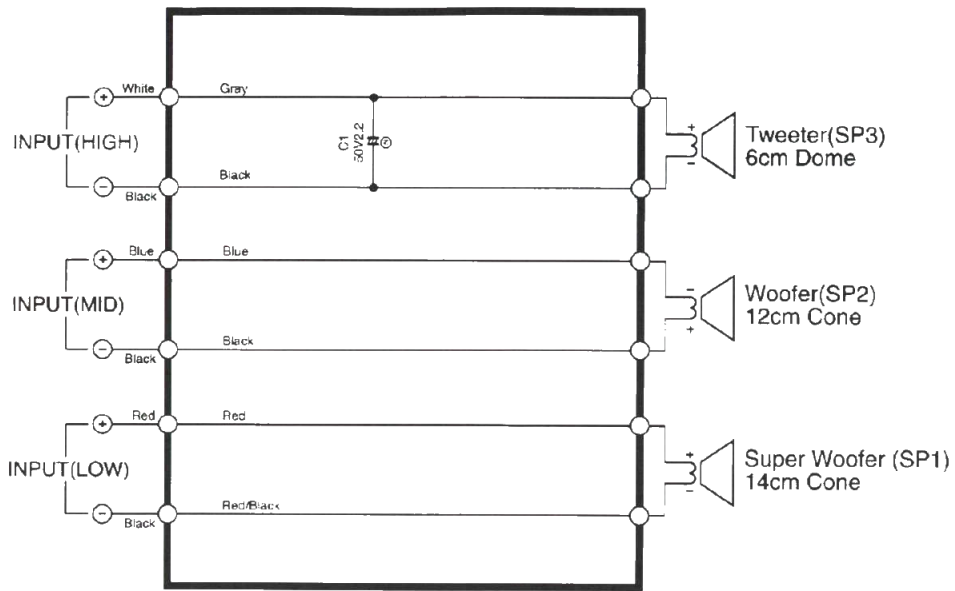 White
Gray
INPUT(HIGH)
C1
50V2.2
Black
Black
Tweeter(SP3)
6cm Dome
Blue
Blue
INPUT(MID)
Black
Black
Woofer(SP2)
12cm Cone
Red
Red
INPUT(LOW)
Red/Black
Black
Super Woofer (SP1)
14cm Cone